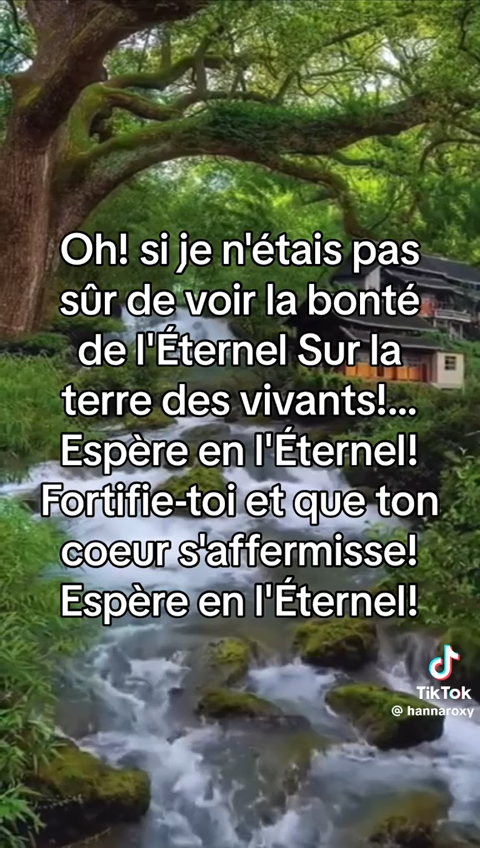 Oh! si je n'étais pas
sûr de voir la bonté
de l'Éternel Sur la
terre des vivants!...
Espère en l'Éternel!
Fortifie-toi et que ton
coeur s'affermisse!
Espère en l'Éternel!
TikTok
@ hannaroxy